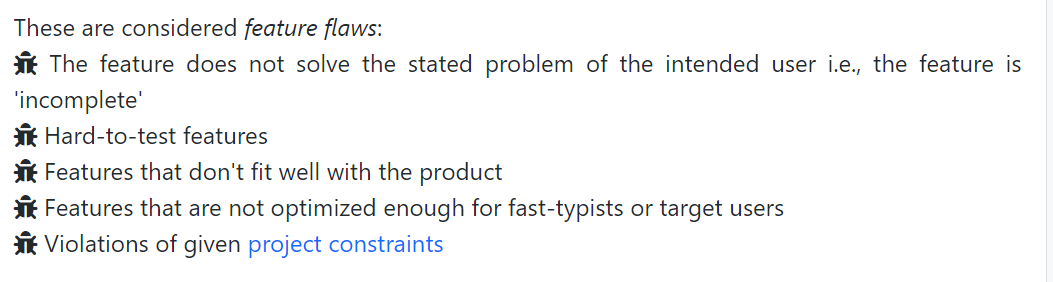 These are considered feature flaws:
The feature does not solve the stated problem of the intended user i.e., the feature is
'incomplete'
Hard-to-test features
Features that don't fit well with the product
Features that are not optimized enough for fast-typists or target users
Violations of given project constraints